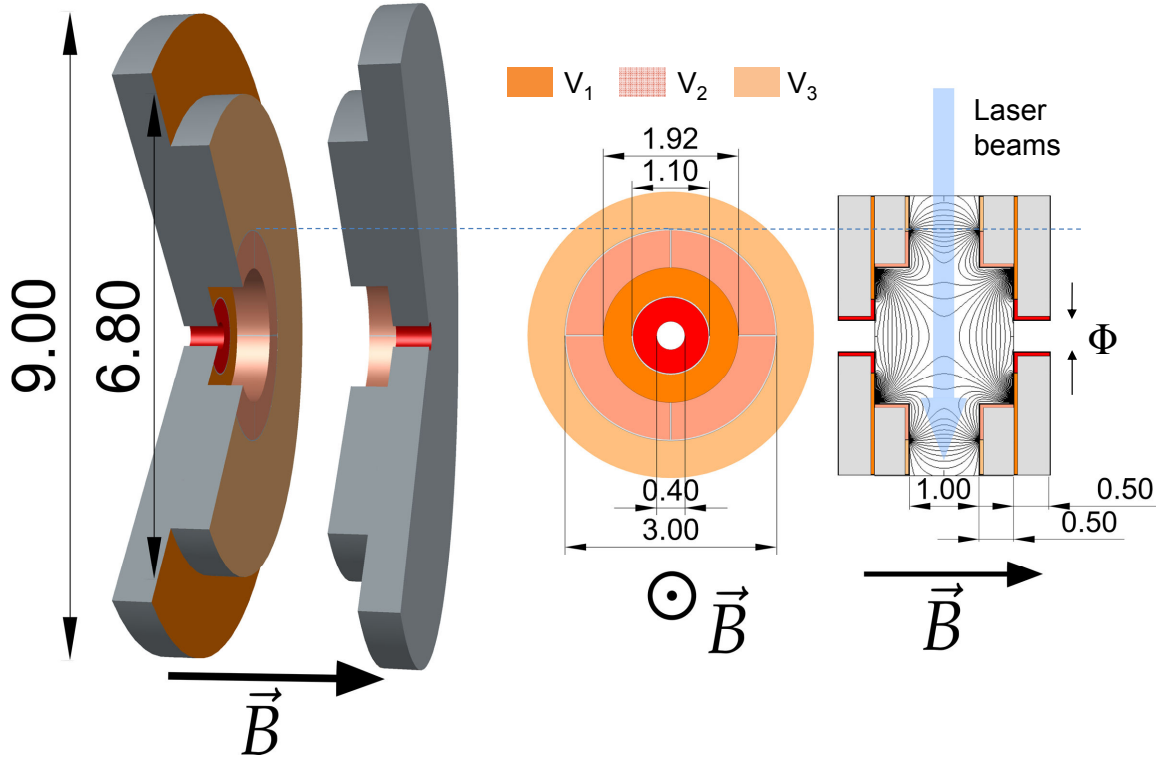 9.00
6.80
B
V₁ V₂ V₃
1.92
1.10
0.40
3.00
B
Laser
beams
Φ
1.00
0.50
0.50
B